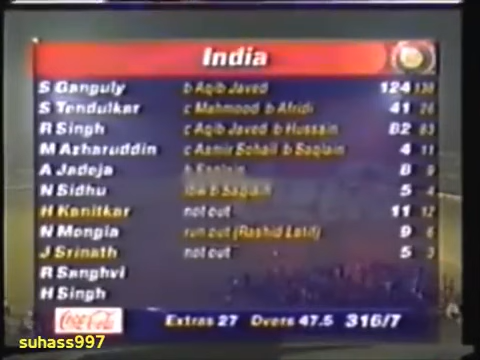 India
S Ganguly b Aqib Javed 124 138
S Tendulkar c Mahmood b Afridi 41 26
R Singh c Aqib Javed b Hussain 82 83
M Azharuddin c Aamir Sohail b Saqlain 4 11
A Jadeja b Saqlain 8 9
N Sidhu lbw b Saqlain 5 4
H Kanitkar not out 11 12
N Mongia run out (Rashid Latif) 9 6
J Srinath not out 5 3
R Sanghvi
H Singh
Coca-Cola Extras 27 Overs 47.5 316/7
suhass997